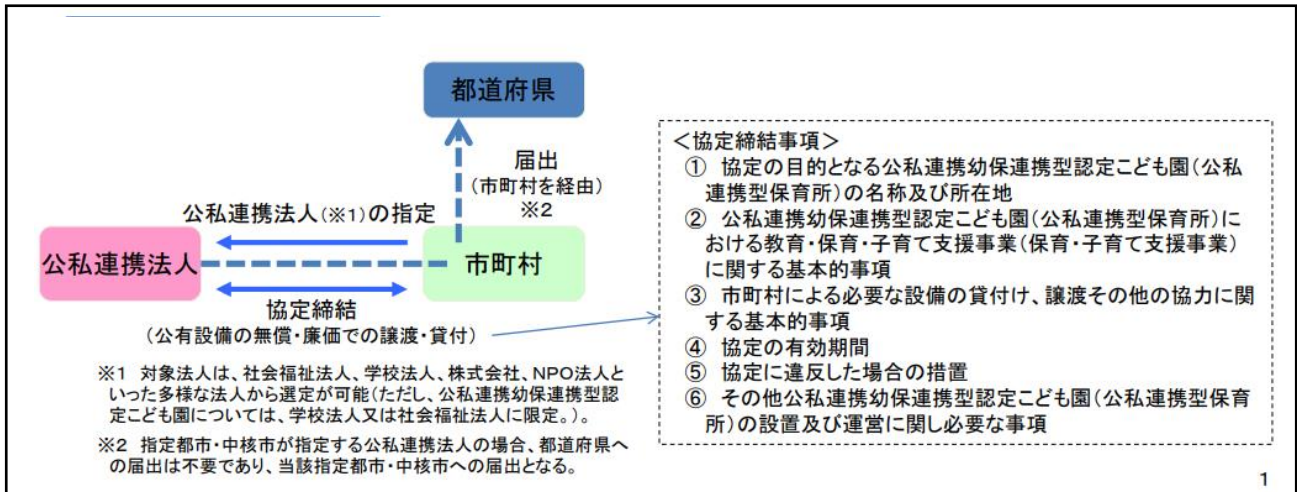 都道府県
届出
(市町村を経由)
※2
公私連携法人(※1)の指定
公私連携法人
市町村
協定締結
(公有設備の無償・廉価での譲渡・貸付)
※1 対象法人は、社会福祉法人、学校法人、株式会社、NPO法人と
いった多様な法人から選定が可能(ただし、公私連携幼保連携型認
定こども園については、学校法人又は社会福祉法人に限定。)。
※2 指定都市・中核市が指定する公私連携法人の場合、都道府県へ
の届出は不要であり、当該指定都市・中核市への届出となる。
<協定締結事項>
① 協定の目的となる公私連携幼保連携型認定こども園(公私
連携型保育所)の名称及び所在地
② 公私連携幼保連携型認定こども園(公私連携型保育所)に
おける教育・保育・子育て支援事業(保育・子育て支援事業)
に関する基本的事項
③ 市町村による必要な設備の貸付け、譲渡その他の協力に関
する基本的事項
④ 協定の有効期間
⑤ 協定に違反した場合の措置
⑥ その他公私連携幼保連携型認定こども園(公私連携型保育
所)の設置及び運営に関し必要な事項
1